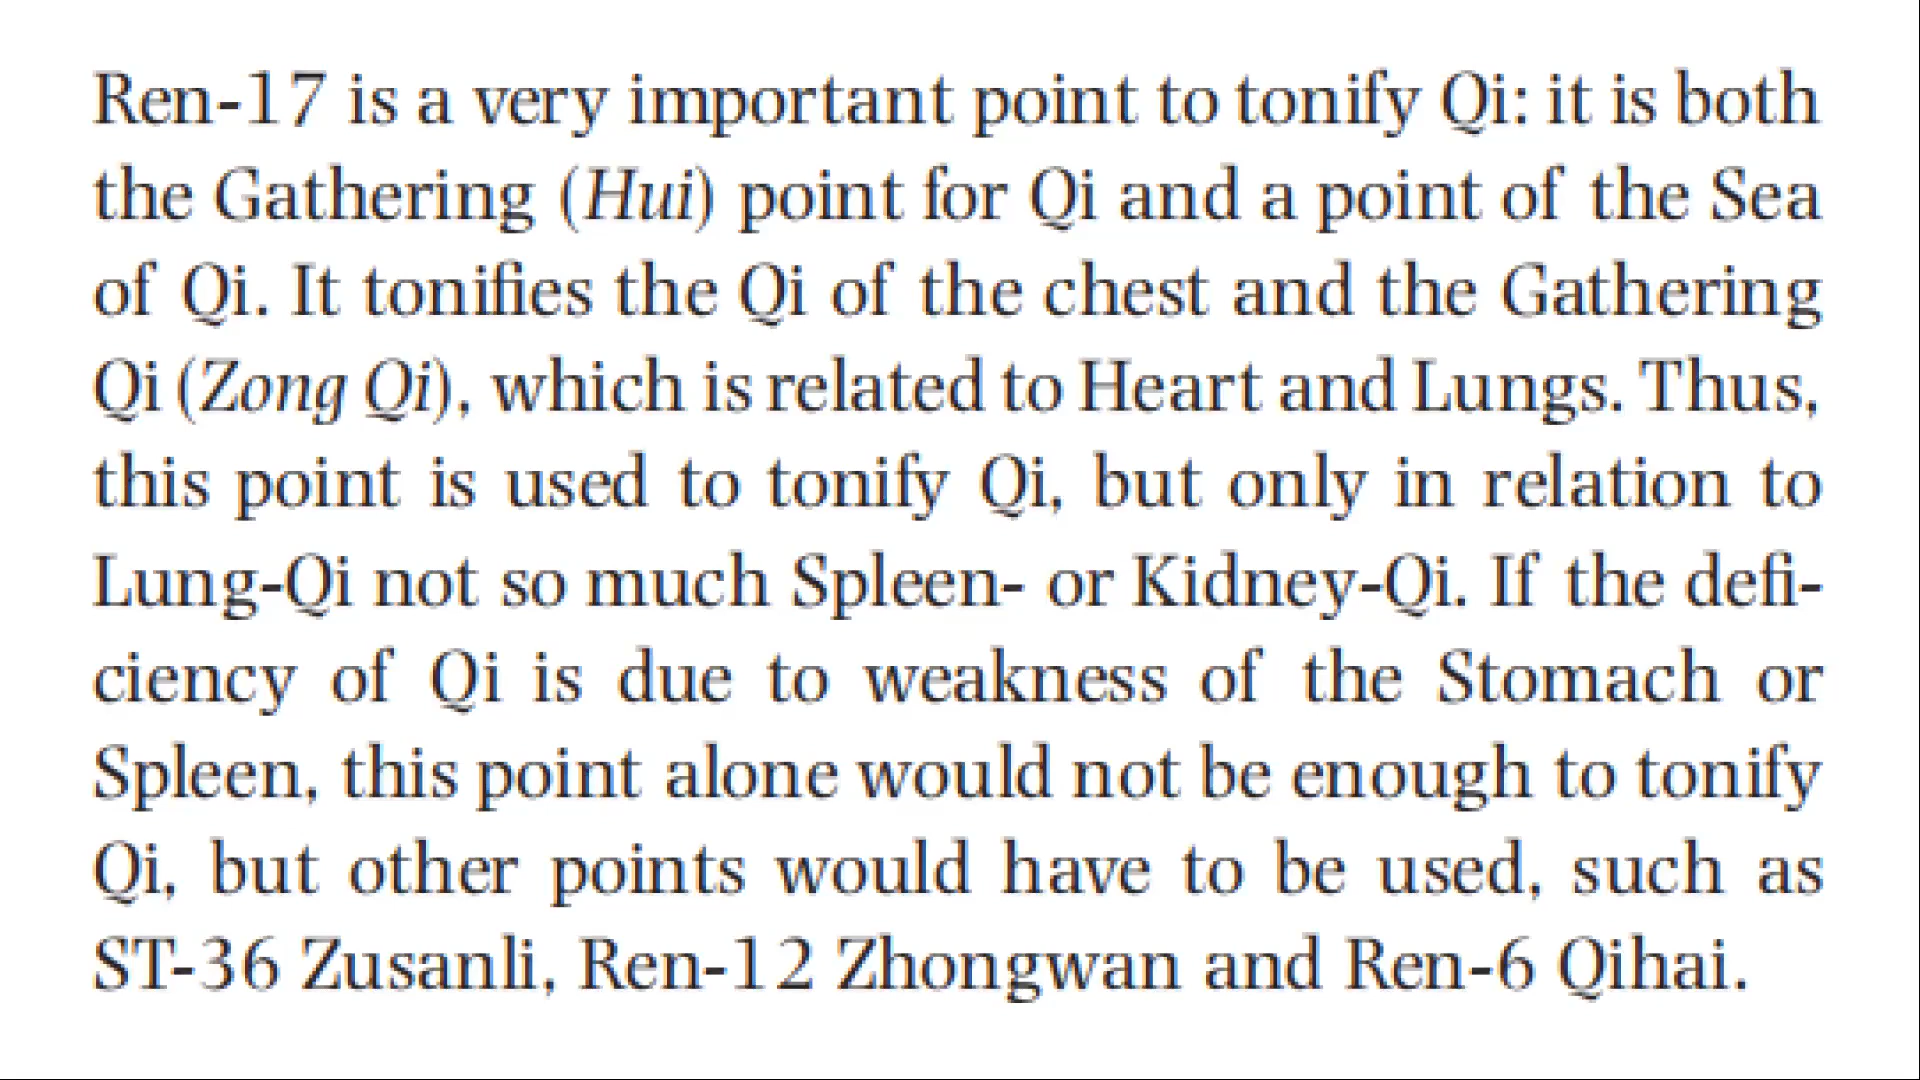 Ren-17 is a very important point to tonify Qi: it is both
the Gathering (Hui) point for Qi and a point of the Sea
of Qi. It tonifies the Qi of the chest and the Gathering
Qi (Zong Qi), which is related to Heart and Lungs. Thus,
this point is used to tonify Qi, but only in relation to
Lung-Qi not so much Spleen- or Kidney-Qi. If the defi-
ciency of Qi is due to weakness of the Stomach or
Spleen, this point alone would not be enough to tonify
Qi, but other points would have to be used, such as
ST-36 Zusanli, Ren-12 Zhongwan and Ren-6 Qihai.